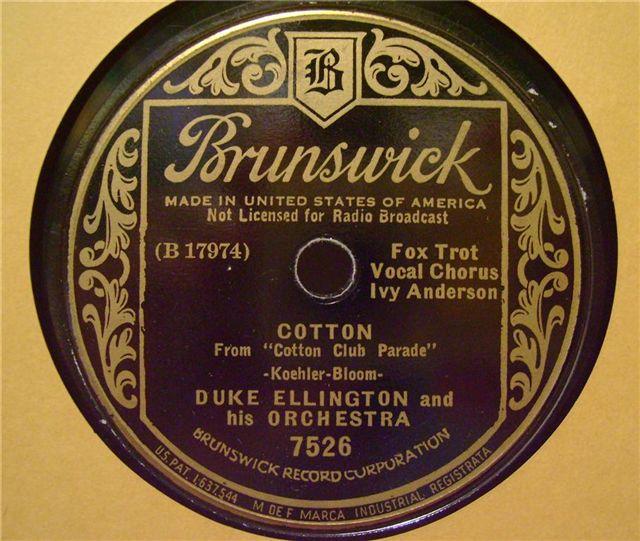 B
Brunswick
MADE IN UNITED STATES OF AMERICA
Not Licensed for Radio Broadcast
(B 17974)
Fox Trot
Vocal Chorus
Ivy Anderson
COTTON
From "Cotton Club Parade"
-Koehler-Bloom-
DUKE ELLINGTON and
his ORCHESTRA
7526
BRUNSWICK RECORD CORPORATION
US. PAT. 1,637,544 M DE F MARCA INDUSTRIAL REGISTRATA